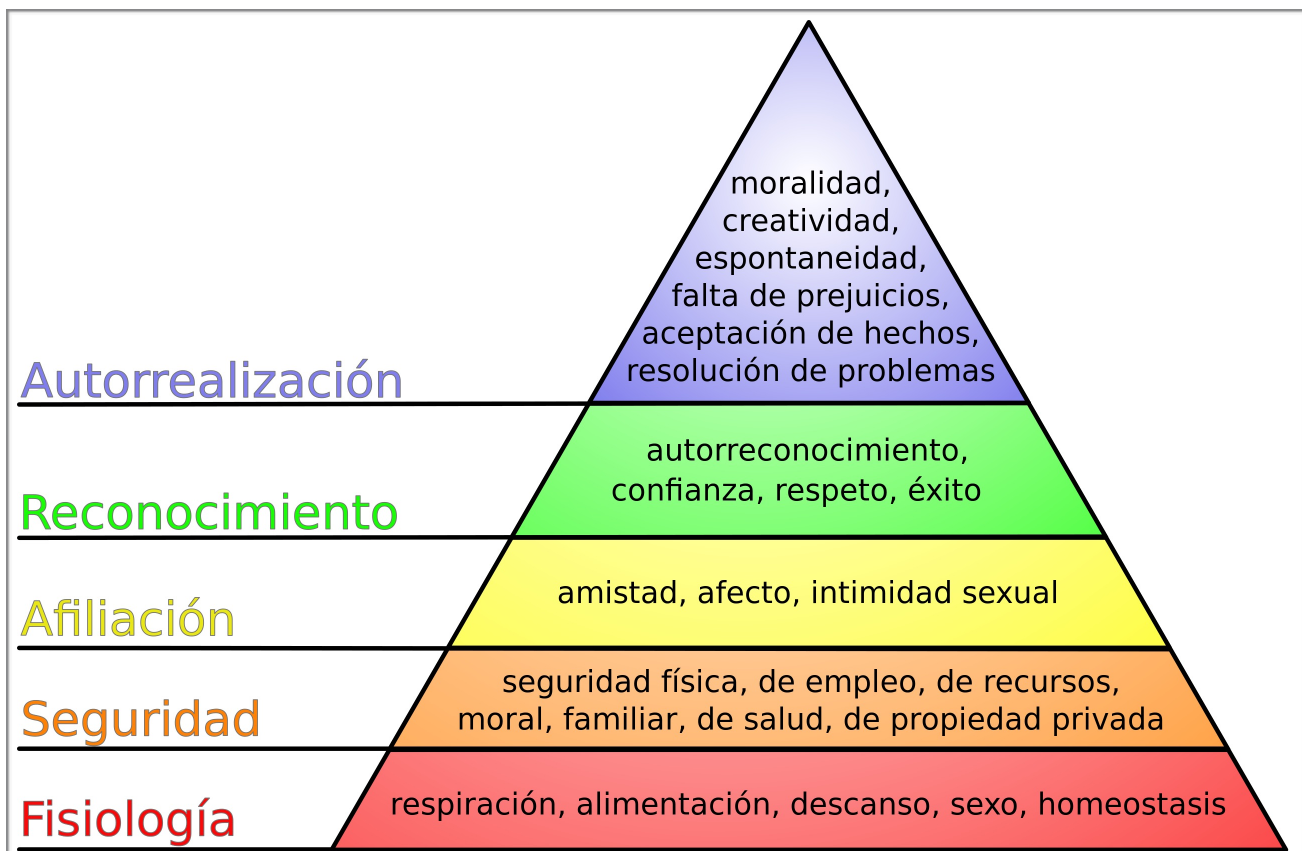 moralidad,
creatividad,
espontaneidad,
falta de prejuicios,
aceptación de hechos,
resolución de problemas
Autorrealización
autorreconocimiento,
confianza, respeto, éxito
Reconocimiento
amistad, afecto, intimidad sexual
Afiliación
seguridad física, de empleo, de recursos,
moral, familiar, de salud, de propiedad privada
Seguridad
respiración, alimentación, descanso, sexo, homeostasis
Fisiología